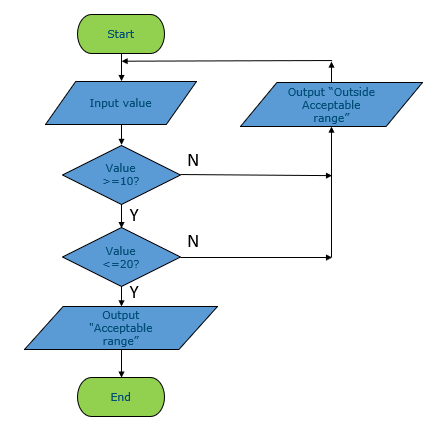 Start
Input value
Output “Outside
Acceptable
range”
Value
>=10?
N
Y
Value
<=20?
N
Y
Output
"Acceptable
range”
End